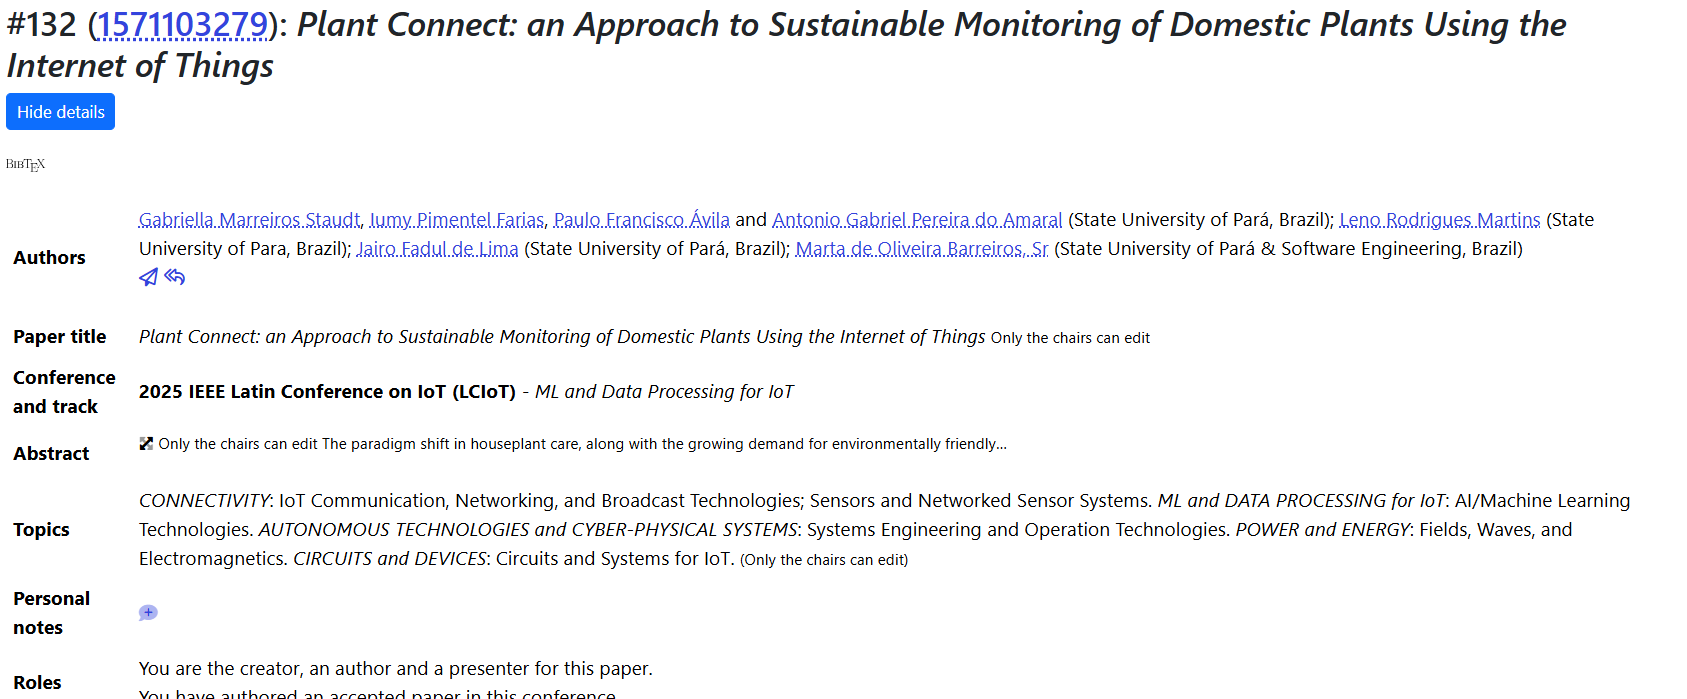 #132 (1571103279): Plant Connect: an Approach to Sustainable Monitoring of Domestic Plants Using the
Internet of Things
Hide details
BIBTEX
Authors
Gabriella Marreiros Staudt, Iumy Pimentel Farias, Paulo Francisco Ávila and Antonio Gabriel Pereira do Amaral (State University of Pará, Brazil); Leno Rodrigues Martins (State
University of Para, Brazil); Jairo Fadul de Lima (State University of Pará, Brazil); Marta de Oliveira Barreiros, Sr (State University of Pará & Software Engineering, Brazil)
Paper title
Plant Connect: an Approach to Sustainable Monitoring of Domestic Plants Using the Internet of Things Only the chairs can edit
Conference
and track
2025 IEEE Latin Conference on IoT (LCIoT) - ML and Data Processing for IoT
Abstract
Only the chairs can edit The paradigm shift in houseplant care, along with the growing demand for environmentally friendly...
Topics
CONNECTIVITY: IoT Communication, Networking, and Broadcast Technologies; Sensors and Networked Sensor Systems. ML and DATA PROCESSING for IoT: AI/Machine Learning
Technologies. AUTONOMOUS TECHNOLOGIES and CYBER-PHYSICAL SYSTEMS: Systems Engineering and Operation Technologies. POWER and ENERGY: Fields, Waves, and
Electromagnetics. CIRCUITS and DEVICES: Circuits and Systems for IoT. (Only the chairs can edit)
Personal
notes
Roles
You are the creator, an author and a presenter for this paper.
You have authored an accepted paper in this conference.